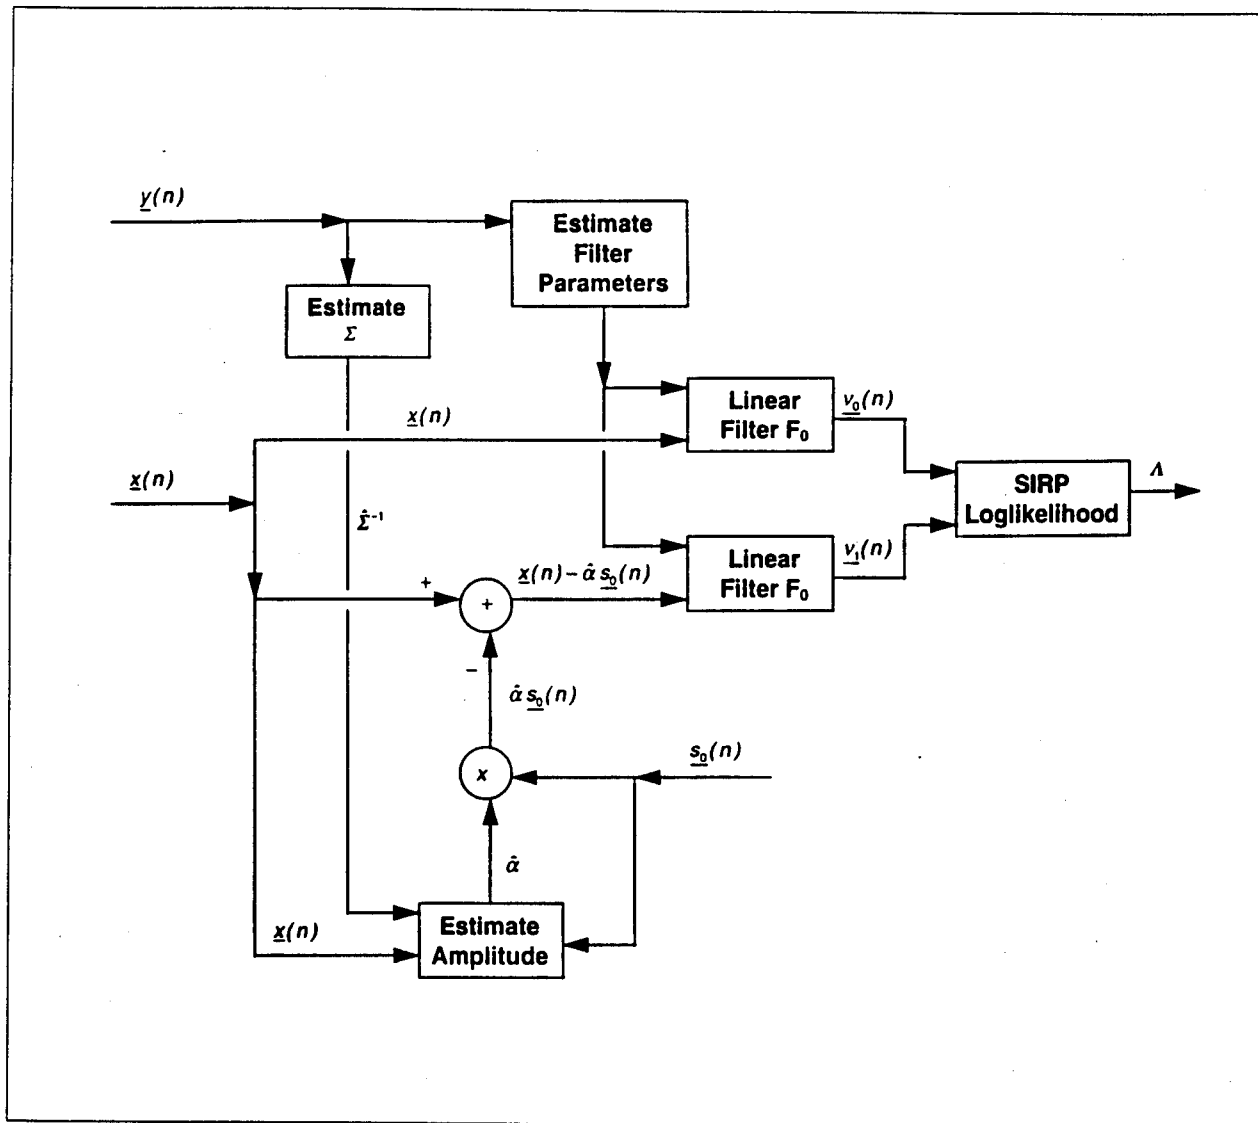 y(n)
Estimate
Filter
Parameters
Estimate
Σ
x(n)
Linear
Filter F₀
v₀(n)
x(n)
SIRP
Loglikelihood
Λ
Σ̂⁻¹
Linear
Filter F₀
v₁(n)
+
+
x(n) – α̂ s₀(n)
–
α̂ s₀(n)
x
s₀(n)
α̂
x(n)
Estimate
Amplitude